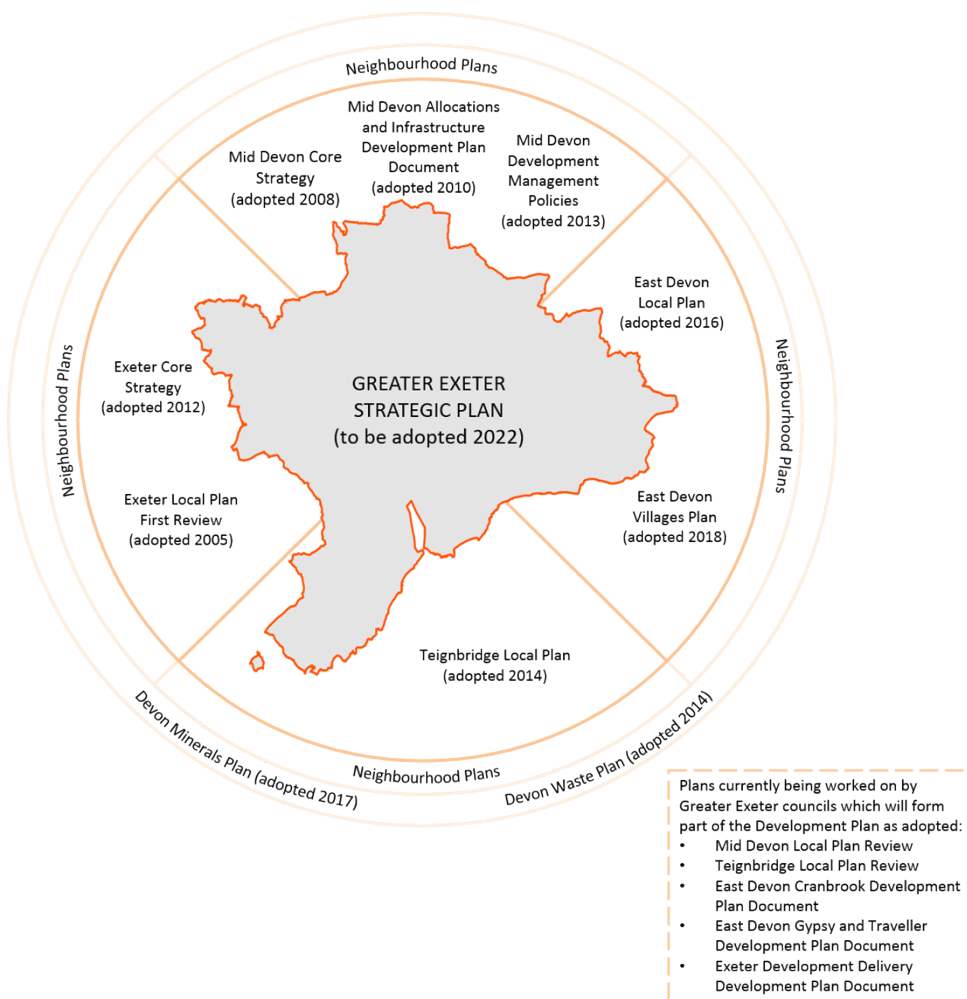 Neighbourhood Plans
Mid Devon Allocations
and Infrastructure
Development Plan
Document
(adopted 2010)
Mid Devon Core
Strategy
(adopted 2008)
Mid Devon
Development
Management
Policies
(adopted 2013)
East Devon
Local Plan
(adopted 2016)
Neighbourhood Plans
Neighbourhood Plans
Exeter Core
Strategy
(adopted 2012)
GREATER EXETER
STRATEGIC PLAN
(to be adopted 2022)
Exeter Local Plan
First Review
(adopted 2005)
East Devon
Villages Plan
(adopted 2018)
Teignbridge Local Plan
(adopted 2014)
Neighbourhood Plans
Devon Minerals Plan (adopted 2017)
Devon Waste Plan (adopted 2014)
Plans currently being worked on by
Greater Exeter councils which will form
part of the Development Plan as adopted:
• Mid Devon Local Plan Review
• Teignbridge Local Plan Review
• East Devon Cranbrook Development
Plan Document
• East Devon Gypsy and Traveller
Development Plan Document
• Exeter Development Delivery
Development Plan Document